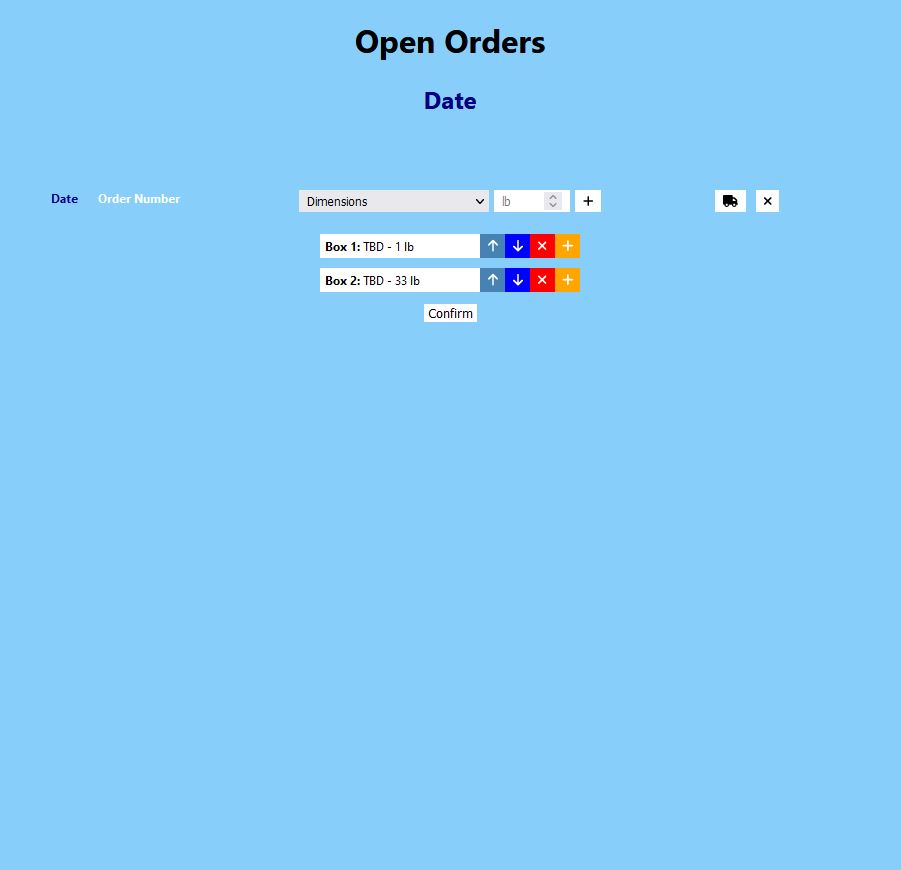 Open Orders
Date
Date Order Number Dimensions lb
Box 1: TBD - 1 lb
Box 2: TBD - 33 lb
Confirm